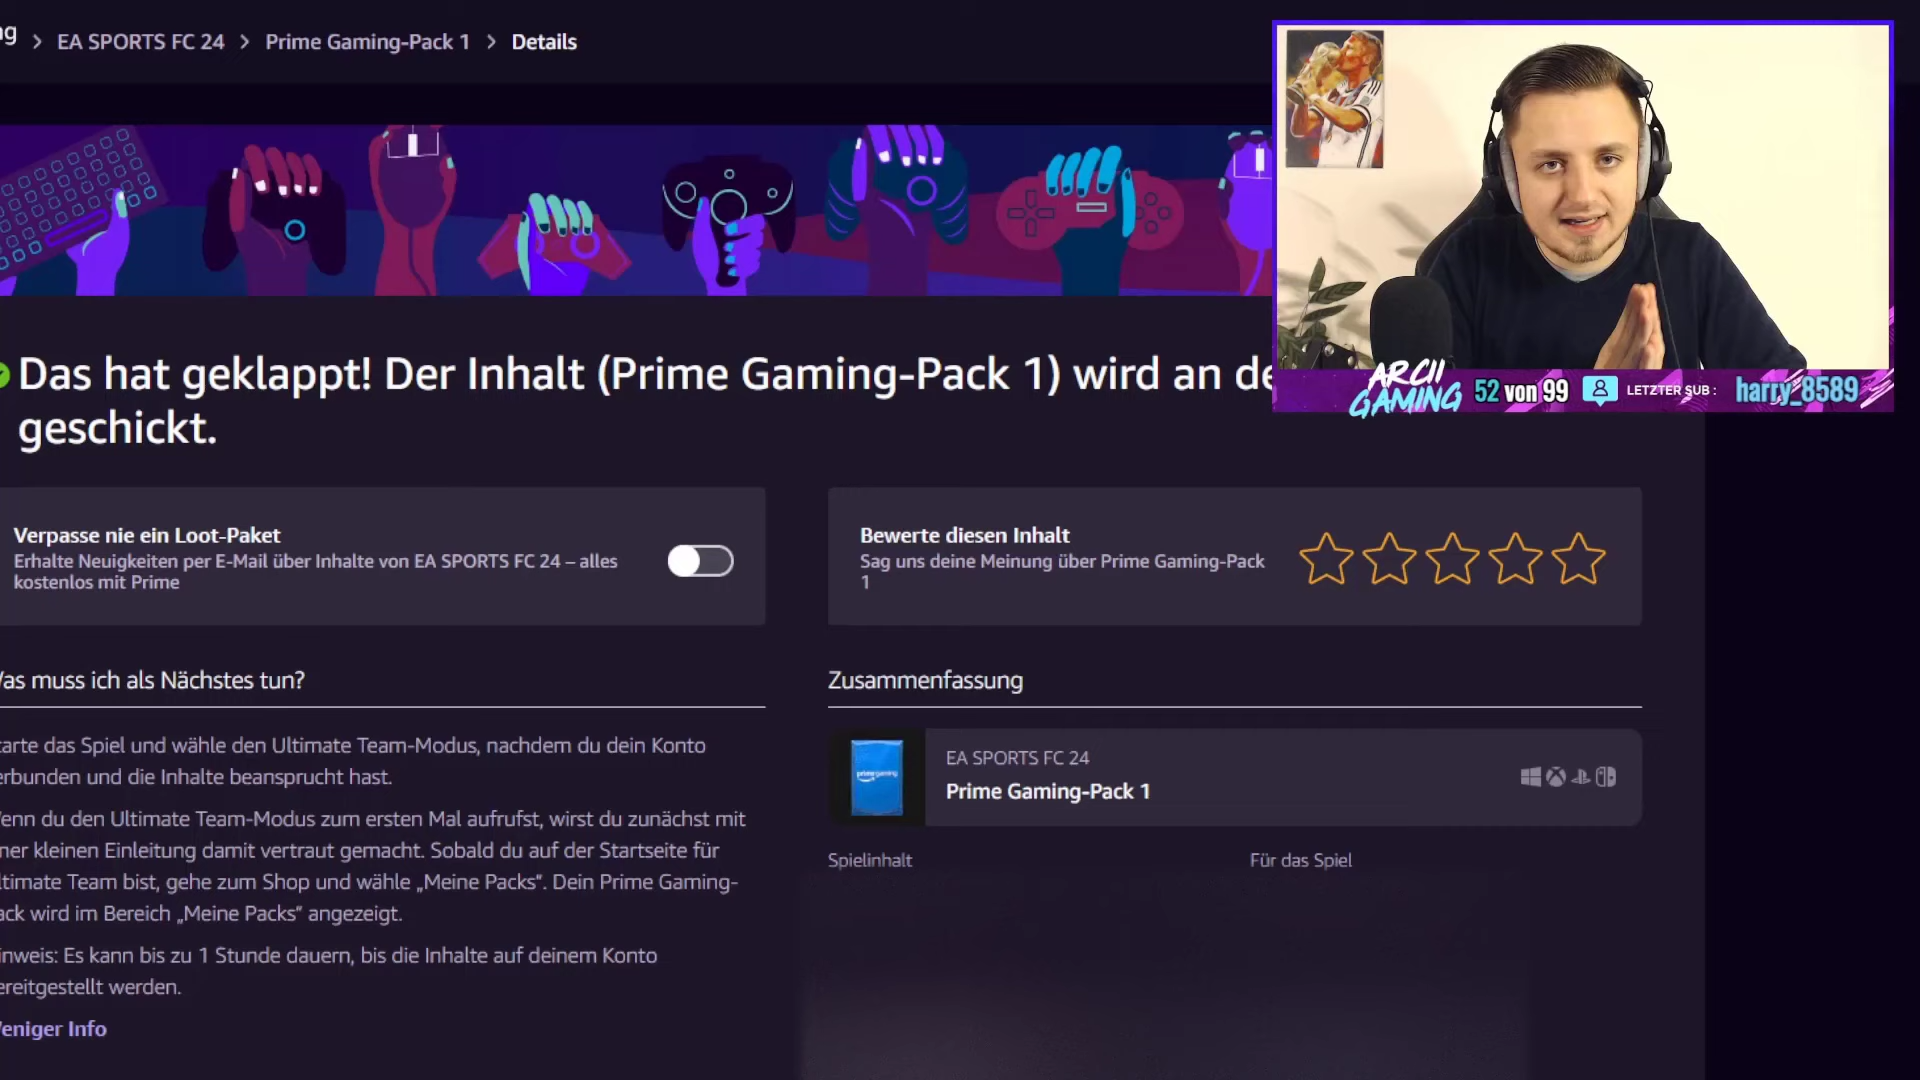 ng > EA SPORTS FC 24 > Prime Gaming-Pack 1 > Details
ARCII
GAMING
52 von 99
LETZTER SUB :
harry_8589
Das hat geklappt! Der Inhalt (Prime Gaming-Pack 1) wird an de
geschickt.
Verpasse nie ein Loot-Paket
Erhalte Neuigkeiten per E-Mail über Inhalte von EA SPORTS FC 24 – alles
kostenlos mit Prime
Bewerte diesen Inhalt
Sag uns deine Meinung über Prime Gaming-Pack
1
as muss ich als Nächstes tun?
tarte das Spiel und wähle den Ultimate Team-Modus, nachdem du dein Konto
erbunden und die Inhalte beansprucht hast.
enn du den Ultimate Team-Modus zum ersten Mal aufrufst, wirst du zunächst mit
ner kleinen Einleitung damit vertraut gemacht. Sobald du auf der Startseite für
ltimate Team bist, gehe zum Shop und wähle „Meine Packs“. Dein Prime Gaming-
ack wird im Bereich „Meine Packs“ angezeigt.
inweis: Es kann bis zu 1 Stunde dauern, bis die Inhalte auf deinem Konto
ereitgestellt werden.
eniger Info
Zusammenfassung
prime gaming
EA SPORTS FC 24
Prime Gaming-Pack 1
Spielinhalt
Für das Spiel